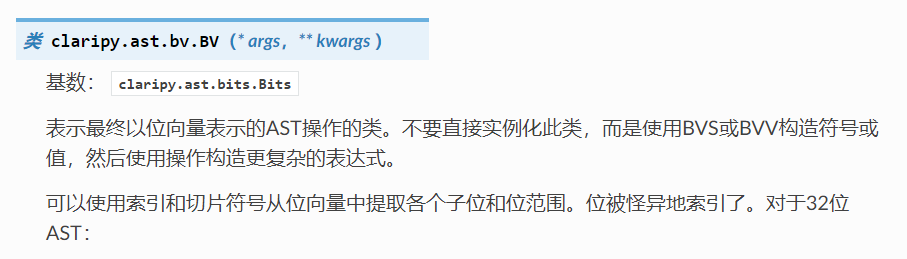 类 claripy.ast.bv.BV (* args, ** kwargs )
基数： claripy.ast.bits.Bits
表示最终以位向量表示的AST操作的类。不要直接实例化此类，而是使用BVS或BVV构造符号或
值，然后使用操作构造更复杂的表达式。
可以使用索引和切片符号从位向量中提取各个子位和位范围。位被怪异地索引了。对于32位
AST：